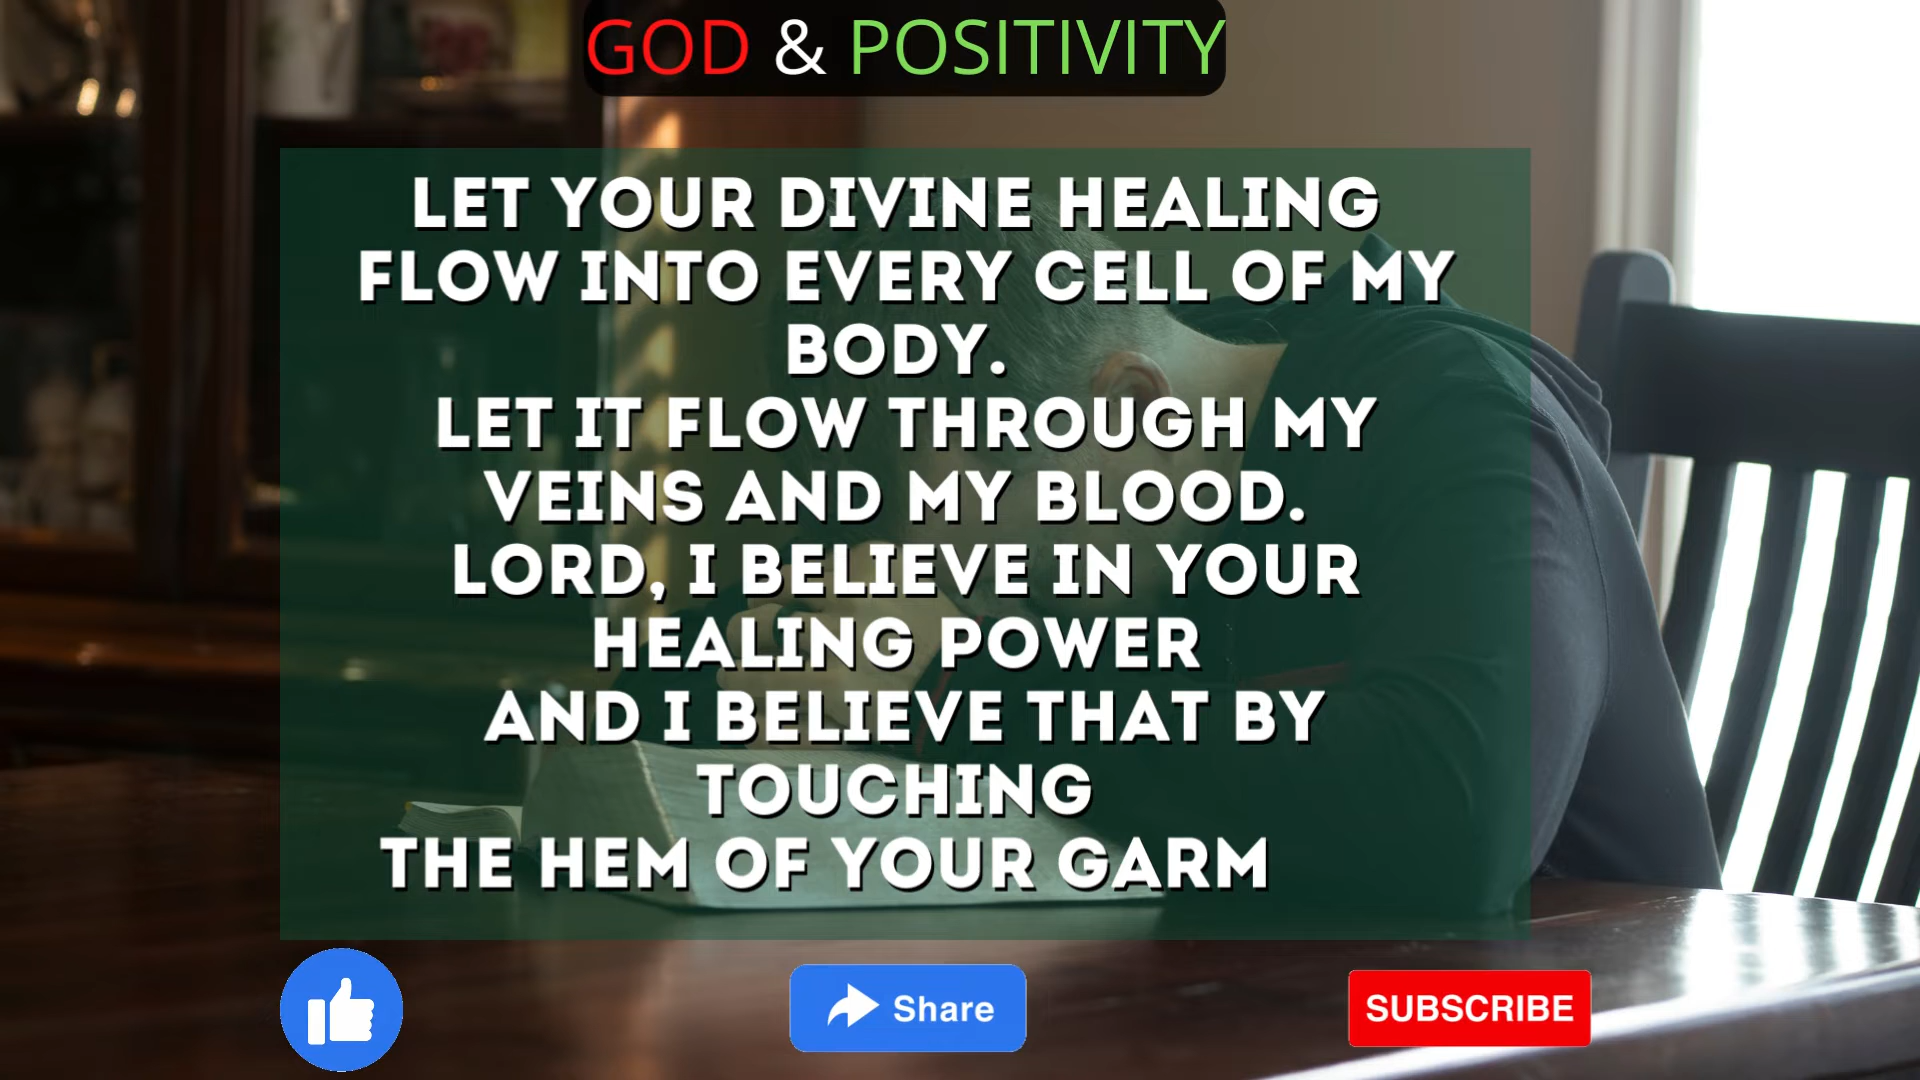 GOD & POSITIVITY
LET YOUR DIVINE HEALING
FLOW INTO EVERY CELL OF MY
BODY.
LET IT FLOW THROUGH MY
VEINS AND MY BLOOD.
LORD, I BELIEVE IN YOUR
HEALING POWER
AND I BELIEVE THAT BY
TOUCHING
THE HEM OF YOUR GARM
Share
SUBSCRIBE